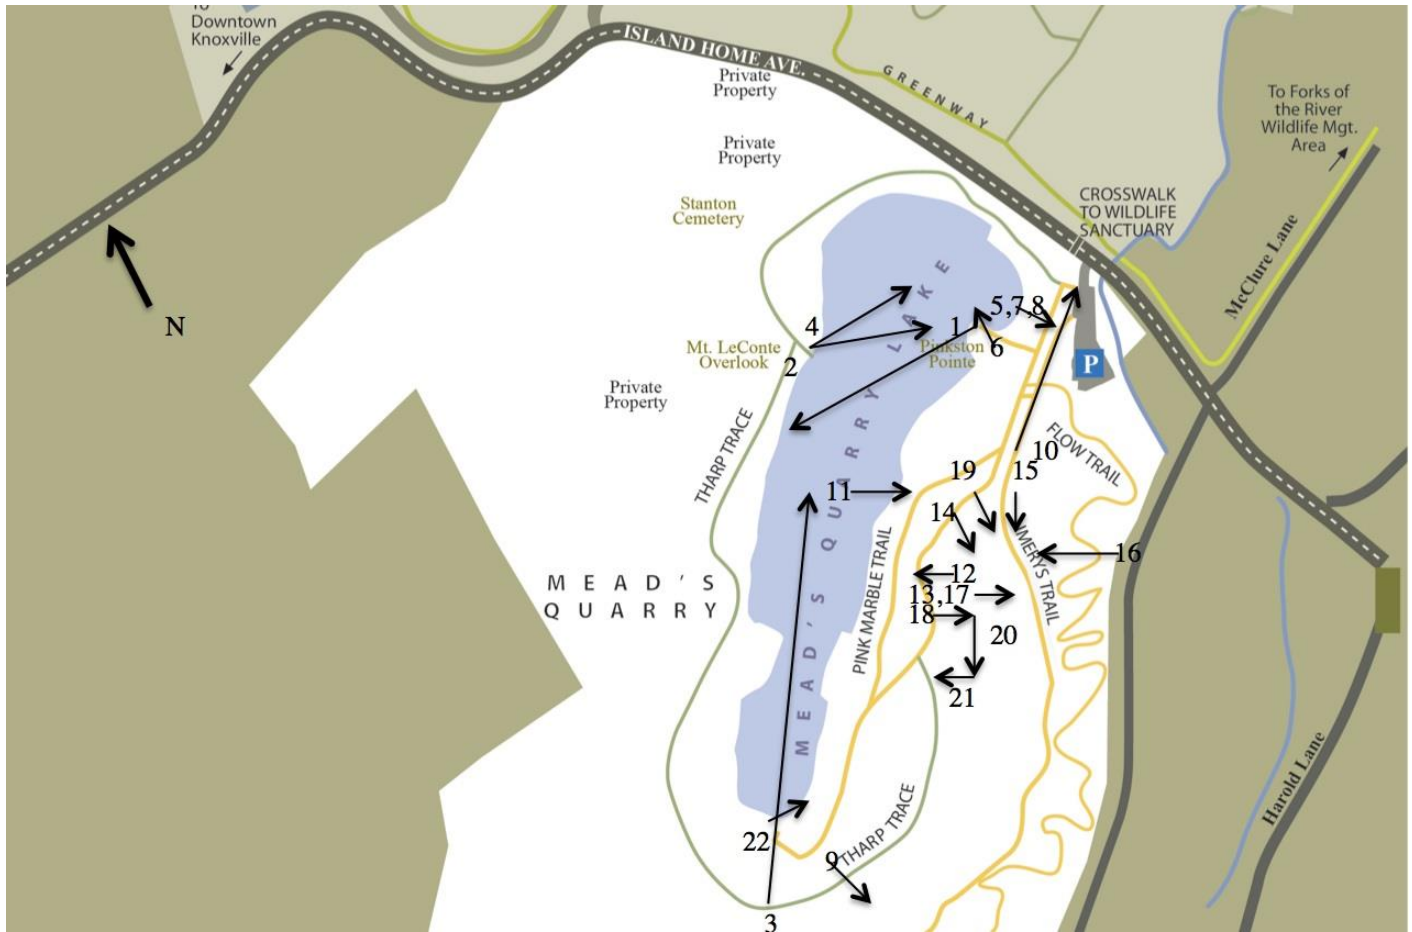 To
Downtown
Knoxville
ISLAND HOME AVE.
GREENWAY
Private
Property
Private
Property
To Forks of
the River
Wildlife Mgt.
Area
Stanton
Cemetery
CROSSWALK
TO WILDLIFE
SANCTUARY
McClure Lane
N
4
1
5,7,8
6
2
Mt. LeConte
Overlook
Pinkston
Pointe
P
Private
Property
THARP TRACE
FLOW TRAIL
10
19
15
11
14
16
12
13,17
18
20
21
IMERYS TRAIL
PINK MARBLE TRAIL
MEAD'S QUARRY LAKE
MEAD'S
QUARRY
THARP TRACE
Harold Lane
22
9
3